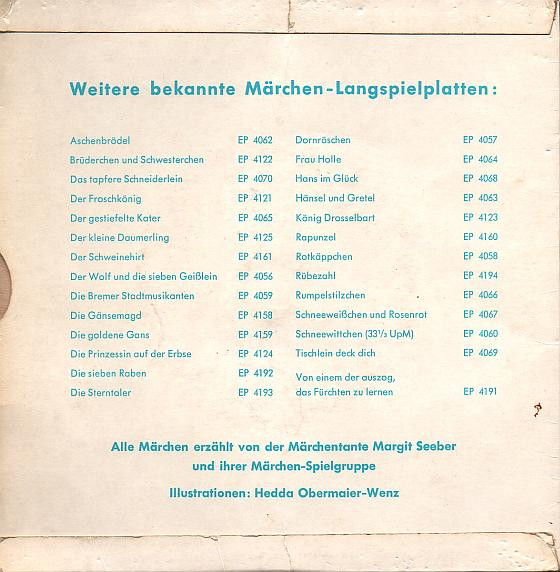 Weitere bekannte Märchen-Langspielplatten:
Aschenbrödel EP 4062
Brüderchen und Schwesterchen EP 4122
Das tapfere Schneiderlein EP 4070
Der Froschkönig EP 4121
Der gestiefelte Kater EP 4065
Der kleine Daumerling EP 4125
Der Schweinehirt EP 4161
Der Wolf und die sieben Geißlein EP 4056
Die Bremer Stadtmusikanten EP 4059
Die Gänsemagd EP 4158
Die goldene Gans EP 4159
Die Prinzessin auf der Erbse EP 4124
Die sieben Raben EP 4192
Die Sterntaler EP 4193
Dornröschen EP 4057
Frau Holle EP 4064
Hans im Glück EP 4068
Hänsel und Gretel EP 4063
König Drosselbart EP 4123
Rapunzel EP 4160
Rotkäppchen EP 4058
Rübezahl EP 4194
Rumpelstilzchen EP 4066
Schneeweißchen und Rosenrot EP 4067
Schneewittchen (33⅓ UpM) EP 4060
Tischlein deck dich EP 4069
Von einem der auszog,
das Fürchten zu lernen EP 4191
Alle Märchen erzählt von der Märchentante Margit Seeber
und ihrer Märchen-Spielgruppe
Illustrationen: Hedda Obermaier-Wenz